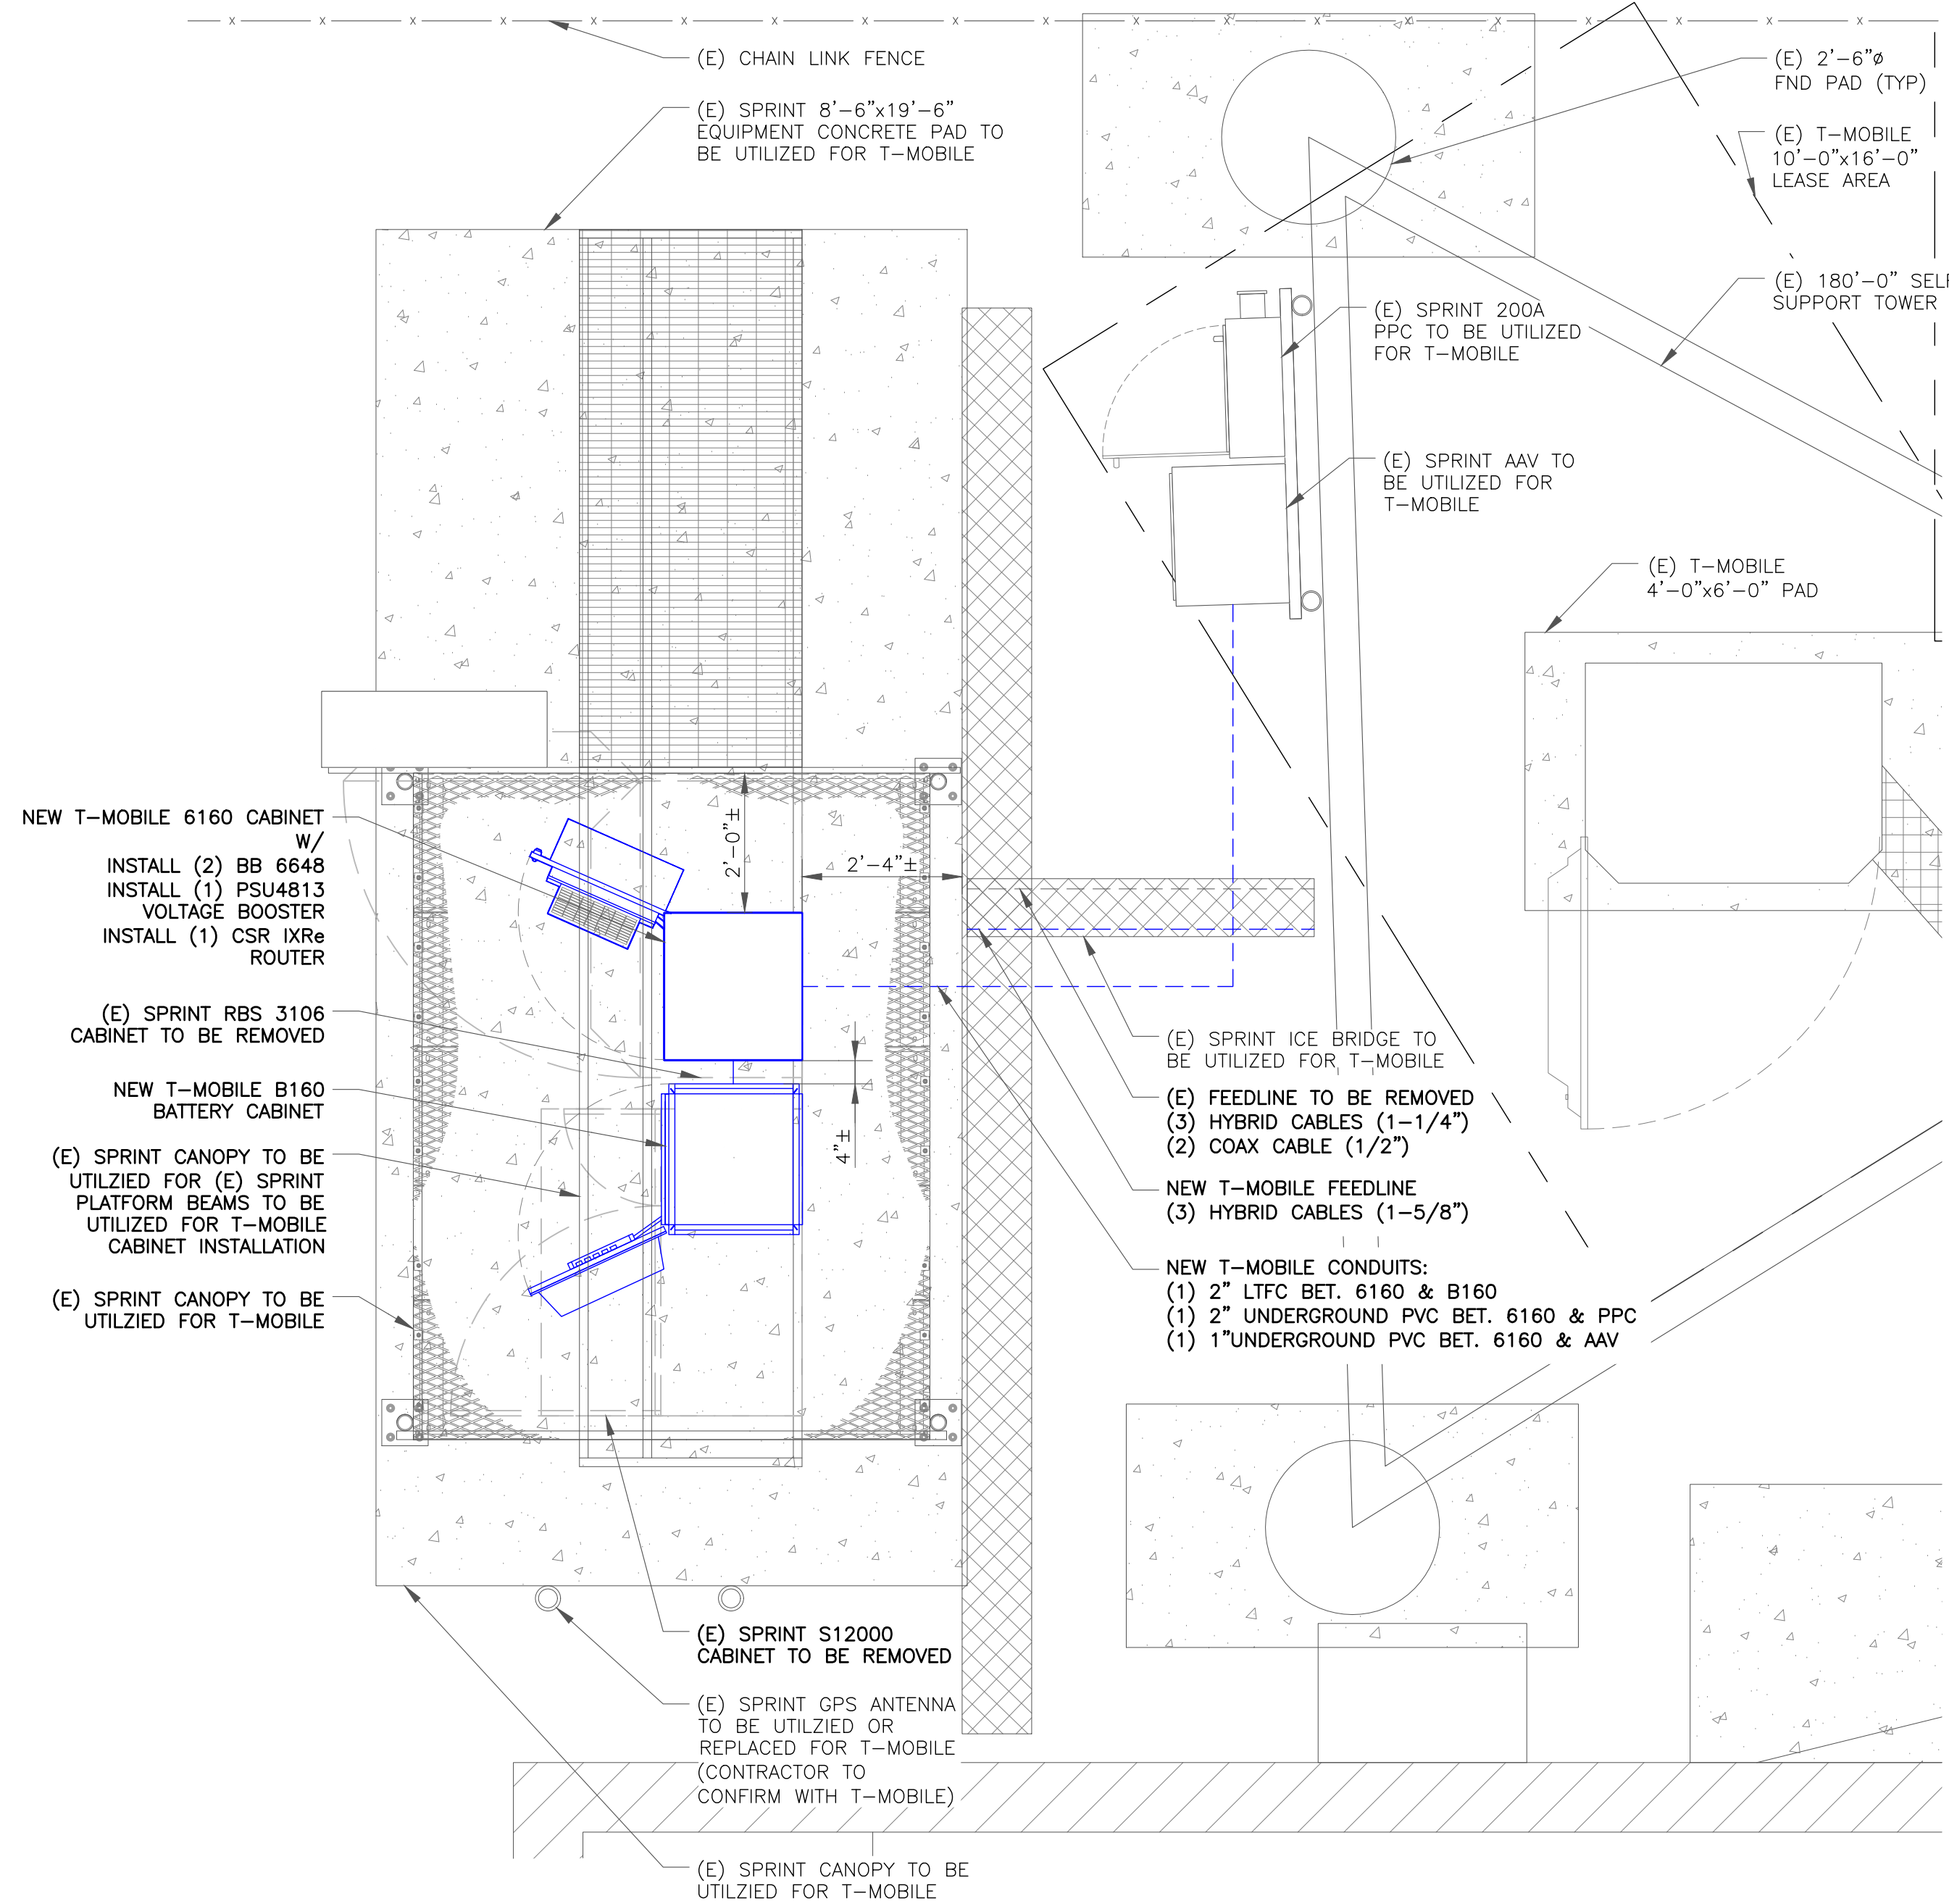 (E) CHAIN LINK FENCE
(E) SPRINT 8'-6"x19'-6"
EQUIPMENT CONCRETE PAD TO
BE UTILIZED FOR T-MOBILE
(E) 2'-6"ø
FND PAD (TYP)
(E) T-MOBILE
10'-0"x16'-0"
LEASE AREA
(E) 180'-0" SELF
SUPPORT TOWER
(E) SPRINT 200A
PPC TO BE UTILIZED
FOR T-MOBILE
(E) SPRINT AAV TO
BE UTILIZED FOR
T-MOBILE
(E) T-MOBILE
4'-0"x6'-0" PAD
NEW T-MOBILE 6160 CABINET
W/
INSTALL (2) BB 6648
INSTALL (1) PSU4813
VOLTAGE BOOSTER
INSTALL (1) CSR IXRe
ROUTER
2'-0"±
2'-4"±
4"±
(E) SPRINT RBS 3106
CABINET TO BE REMOVED
NEW T-MOBILE B160
BATTERY CABINET
(E) SPRINT CANOPY TO BE
UTILZIED FOR (E) SPRINT
PLATFORM BEAMS TO BE
UTILIZED FOR T-MOBILE
CABINET INSTALLATION
(E) SPRINT CANOPY TO BE
UTILZIED FOR T-MOBILE
(E) SPRINT ICE BRIDGE TO
BE UTILIZED FOR T-MOBILE
(E) FEEDLINE TO BE REMOVED
(3) HYBRID CABLES (1-1/4")
(2) COAX CABLE (1/2")
NEW T-MOBILE FEEDLINE
(3) HYBRID CABLES (1-5/8")
NEW T-MOBILE CONDUITS:
(1) 2" LTFC BET. 6160 & B160
(1) 2" UNDERGROUND PVC BET. 6160 & PPC
(1) 1"UNDERGROUND PVC BET. 6160 & AAV
(E) SPRINT S12000
CABINET TO BE REMOVED
(E) SPRINT GPS ANTENNA
TO BE UTILZIED OR
REPLACED FOR T-MOBILE
(CONTRACTOR TO
CONFIRM WITH T-MOBILE)
(E) SPRINT CANOPY TO BE
UTILZIED FOR T-MOBILE